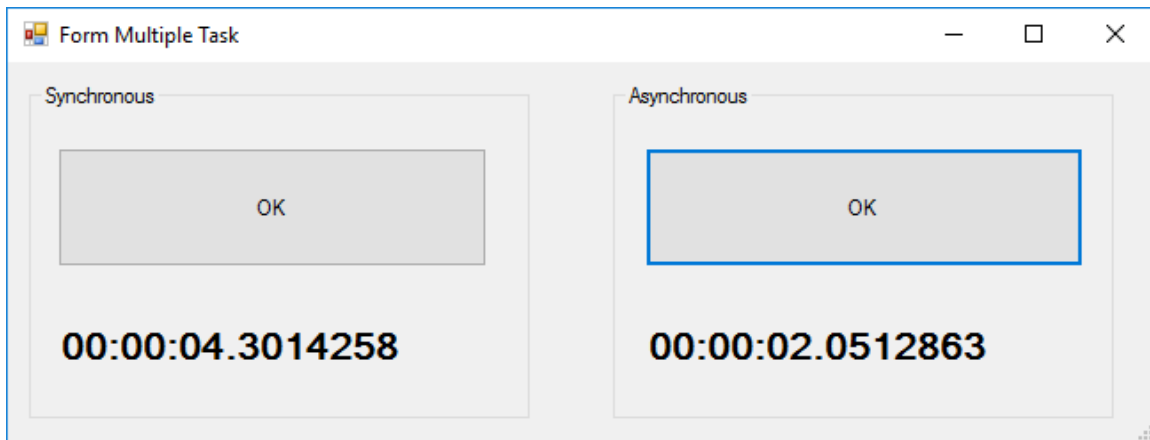 Form Multiple Task
Synchronous
OK
00:00:04.3014258
Asynchronous
OK
00:00:02.0512863